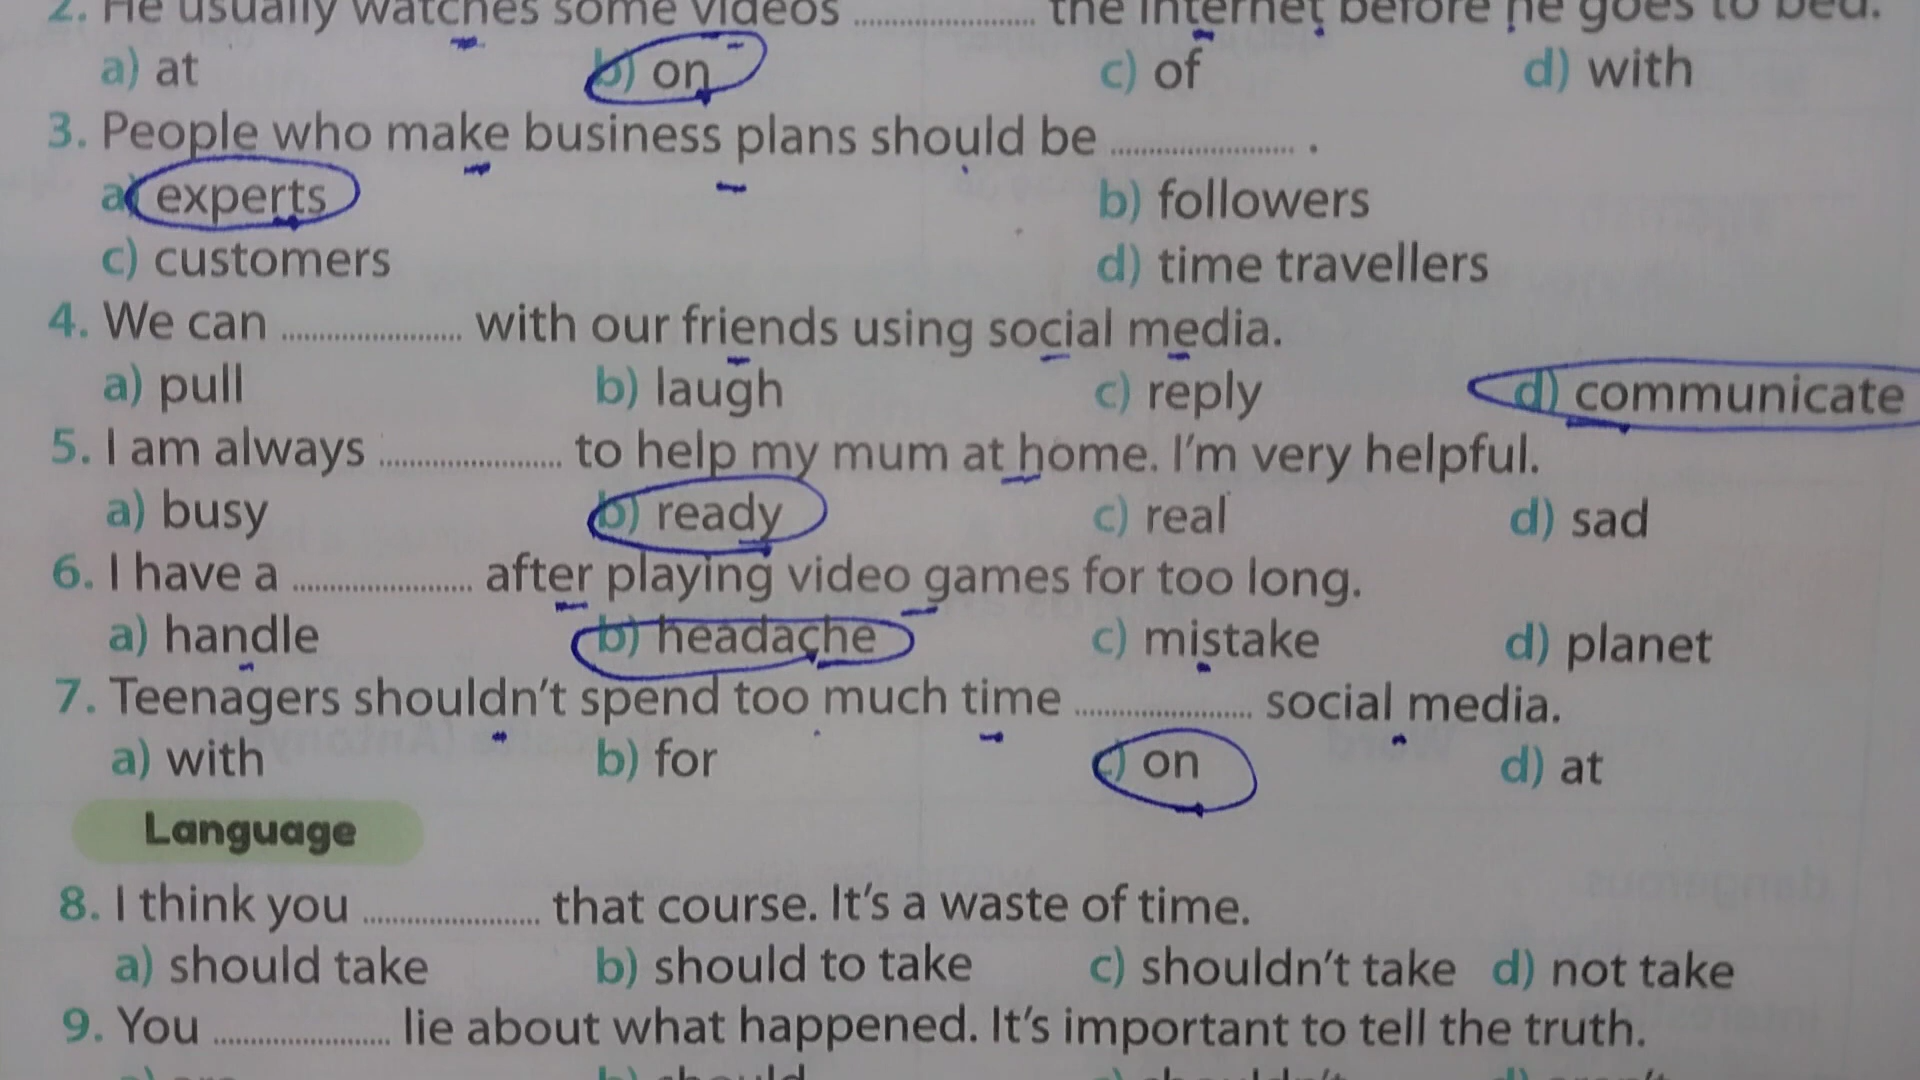 2. He usually watches some videos ........................ the internet before he goes to bed.
a) at b) on c) of d) with
3. People who make business plans should be ........................ .
a) experts b) followers
c) customers d) time travellers
4. We can ........................ with our friends using social media.
a) pull b) laugh c) reply d) communicate
5. I am always ........................ to help my mum at home. I'm very helpful.
a) busy b) ready c) real d) sad
6. I have a ........................ after playing video games for too long.
a) handle b) headache c) mistake d) planet
7. Teenagers shouldn't spend too much time ........................ social media.
a) with b) for c) on d) at
Language
8. I think you ........................ that course. It's a waste of time.
a) should take b) should to take c) shouldn't take d) not take
9. You ........................ lie about what happened. It's important to tell the truth.
b) should c) shouldn't d) aren't